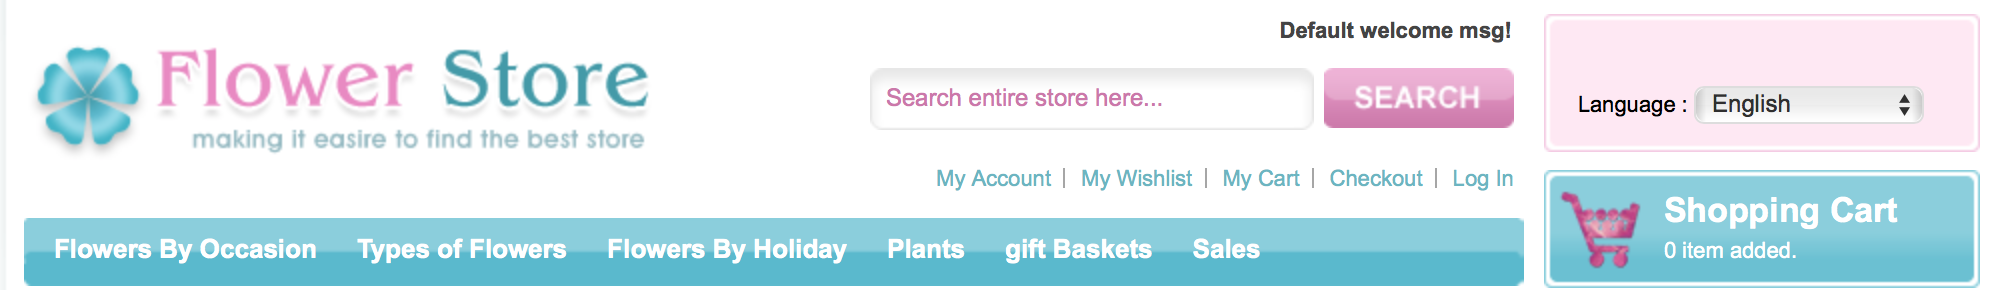 Default welcome msg!
Flower Store
making it easire to find the best store
Search entire store here...
SEARCH
Language : English
My Account
My Wishlist
My Cart
Checkout
Log In
Flowers By Occasion
Types of Flowers
Flowers By Holiday
Plants
gift Baskets
Sales
Shopping Cart
0 item added.